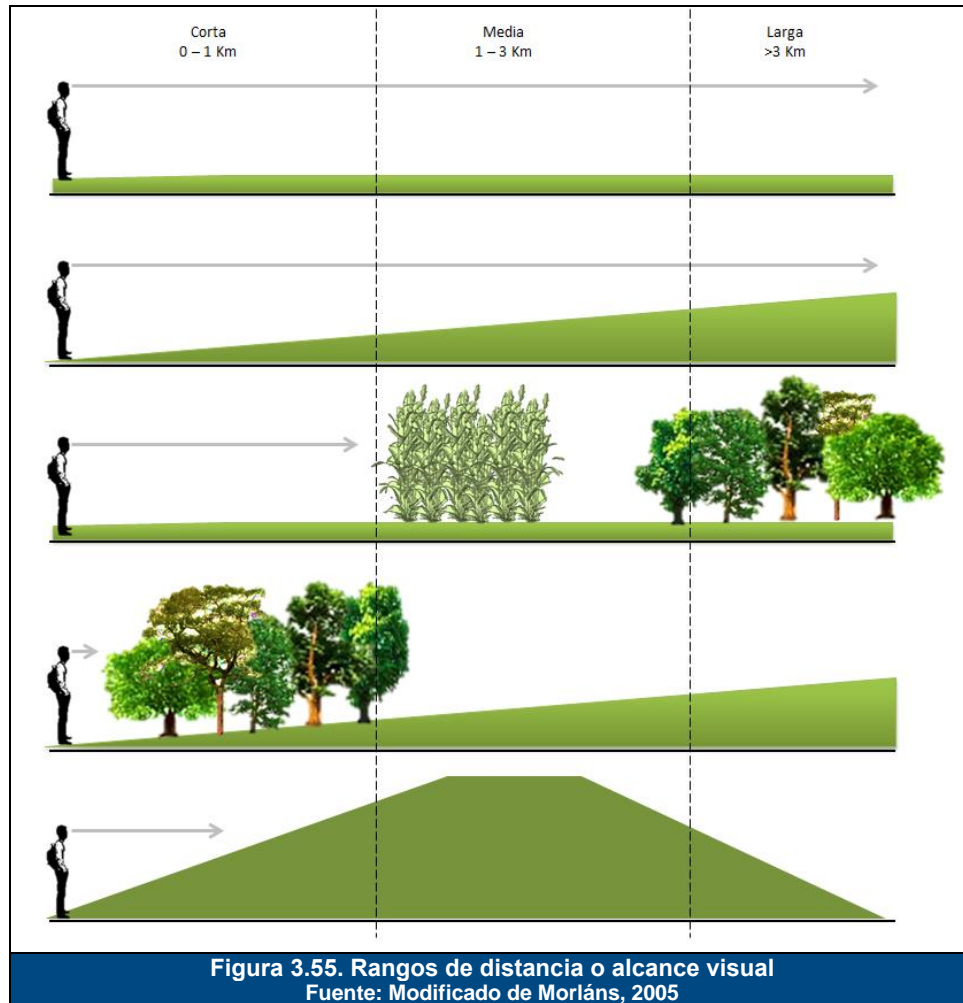 Corta
0 – 1 Km
Media
1 – 3 Km
Larga
>3 Km
Figura 3.55. Rangos de distancia o alcance visual
Fuente: Modificado de Morláns, 2005